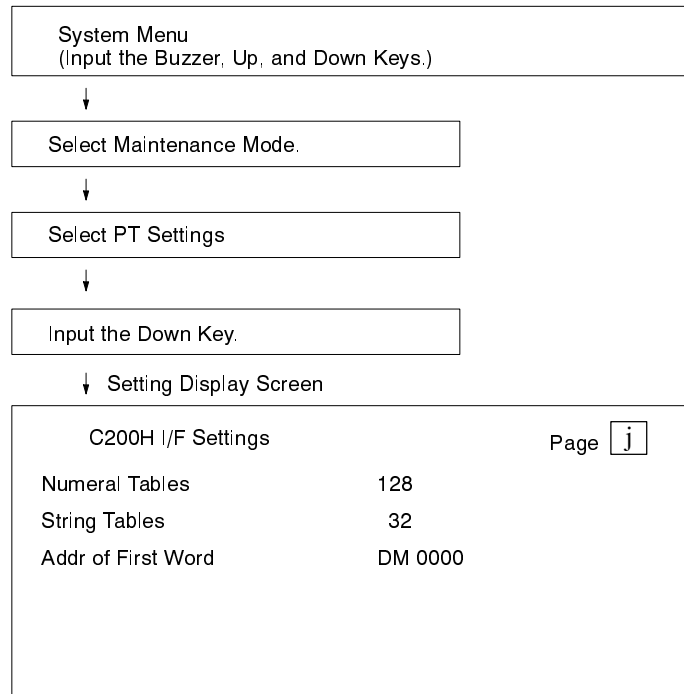 System Menu
(Input the Buzzer, Up, and Down Keys.)
Select Maintenance Mode.
Select PT Settings
Input the Down Key.
Setting Display Screen
C200H I/F Settings Page j
Numeral Tables 128
String Tables 32
Addr of First Word DM 0000